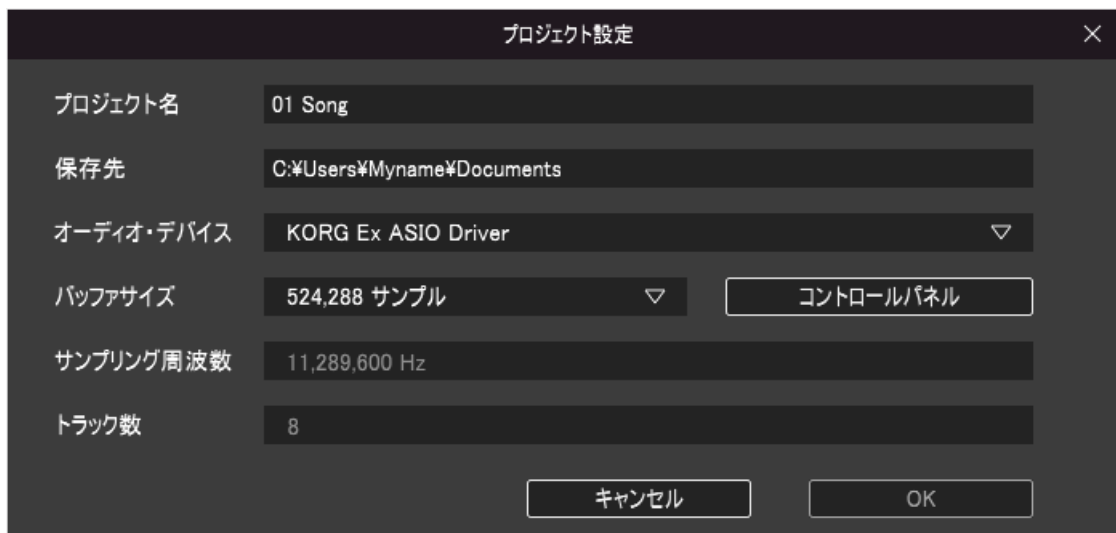 プロジェクト設定
プロジェクト名 01 Song
保存先 C:¥Users¥Myname¥Documents
オーディオ・デバイス KORG Ex ASIO Driver
バッファサイズ 524,288 サンプル コントロールパネル
サンプリング周波数 11,289,600 Hz
トラック数 8
キャンセル OK